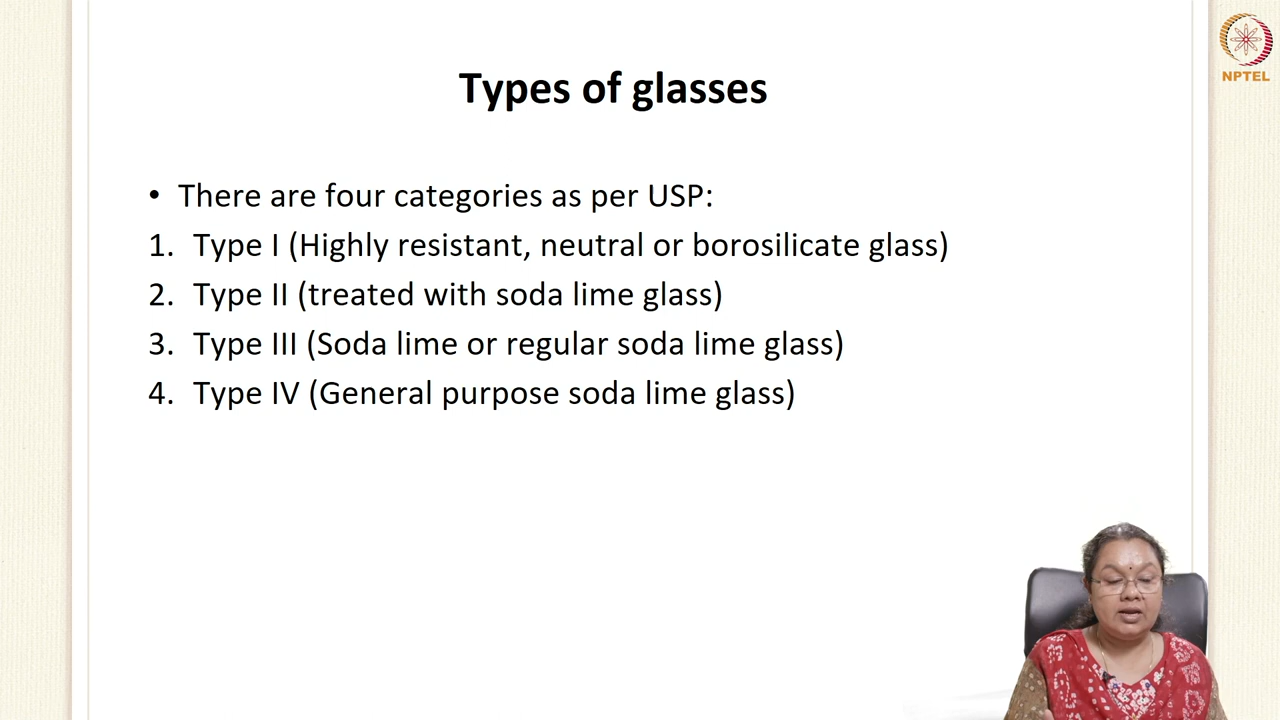 NPTEL
Types of glasses
• There are four categories as per USP:
1. Type I (Highly resistant, neutral or borosilicate glass)
2. Type II (treated with soda lime glass)
3. Type III (Soda lime or regular soda lime glass)
4. Type IV (General purpose soda lime glass)